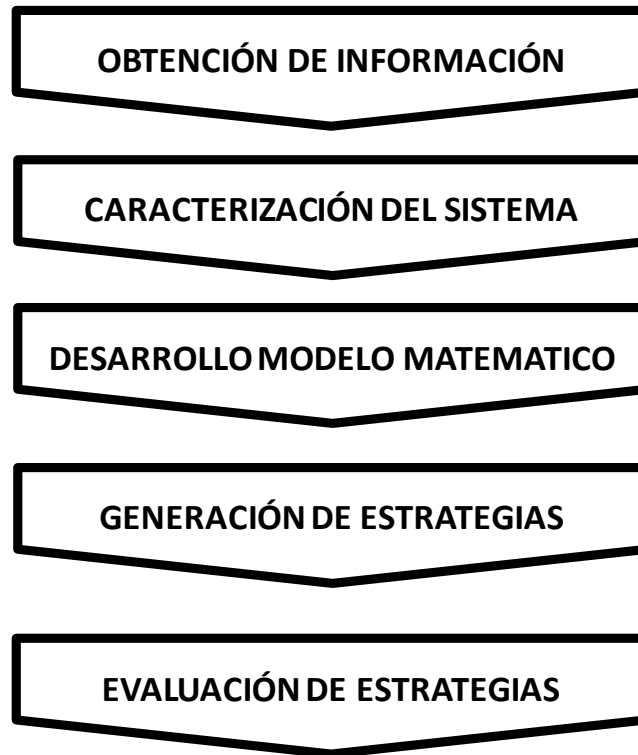 OBTENCIÓN DE INFORMACIÓN
CARACTERIZACIÓN DEL SISTEMA
DESARROLLO MODELO MATEMATICO
GENERACIÓN DE ESTRATEGIAS
EVALUACIÓN DE ESTRATEGIAS